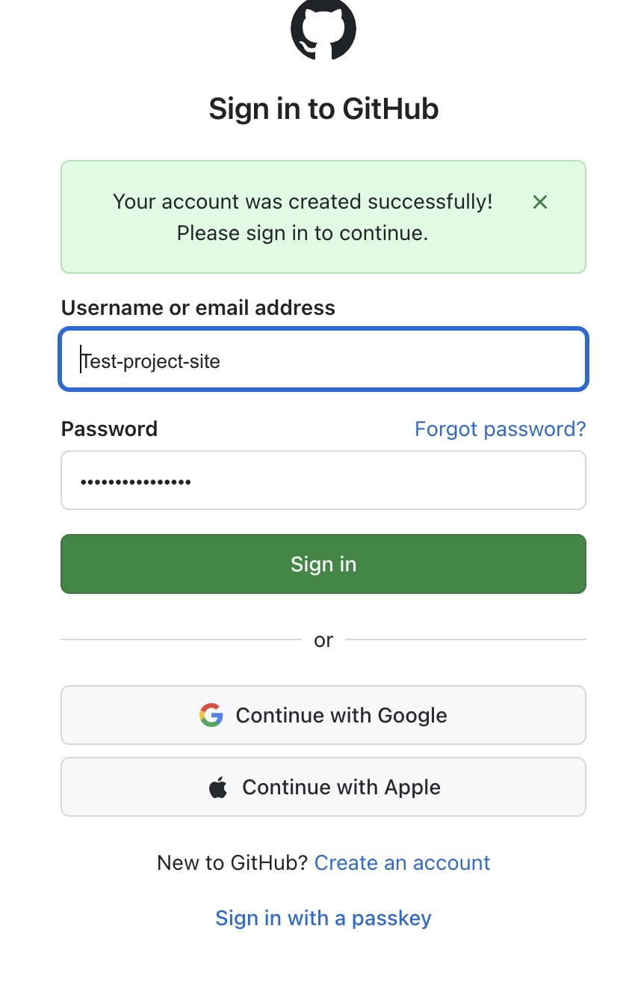 Sign in to GitHub
Your account was created successfully!
Please sign in to continue.
Username or email address
Test-project-site
Password Forgot password?
••••••••••••••••
Sign in
or
Continue with Google
Continue with Apple
New to GitHub? Create an account
Sign in with a passkey